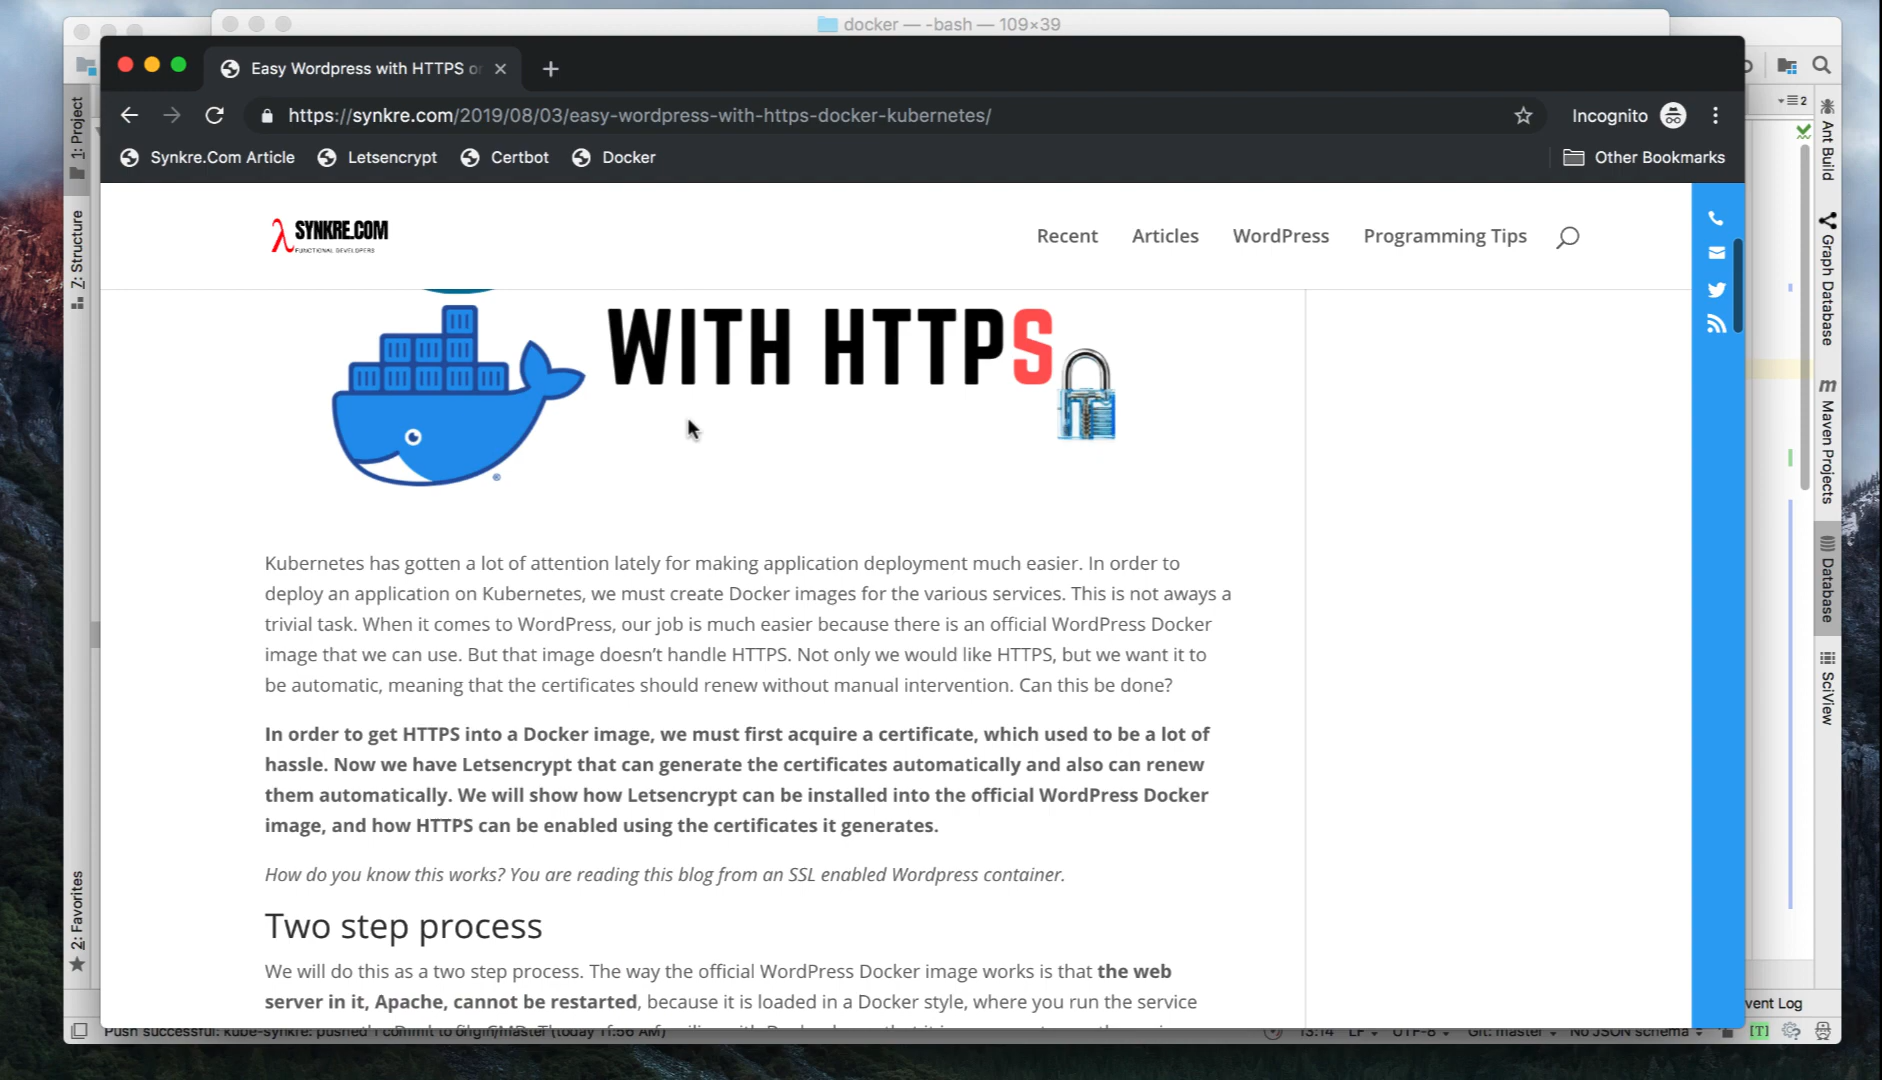 docker — -bash — 109×39
Easy Wordpress with HTTPS
https://synkre.com/2019/08/03/easy-wordpress-with-https-docker-kubernetes/
Incognito
Synkre.Com Article
Letsencrypt
Certbot
Docker
Other Bookmarks
SYNKRE.COM
FUNCTIONAL DEVELOPERS
Recent
Articles
WordPress
Programming Tips
WITH HTTPS
Kubernetes has gotten a lot of attention lately for making application deployment much easier. In order to
deploy an application on Kubernetes, we must create Docker images for the various services. This is not aways a
trivial task. When it comes to WordPress, our job is much easier because there is an official WordPress Docker
image that we can use. But that image doesn’t handle HTTPS. Not only we would like HTTPS, but we want it to
be automatic, meaning that the certificates should renew without manual intervention. Can this be done?
In order to get HTTPS into a Docker image, we must first acquire a certificate, which used to be a lot of
hassle. Now we have Letsencrypt that can generate the certificates automatically and also can renew
them automatically. We will show how Letsencrypt can be installed into the official WordPress Docker
image, and how HTTPS can be enabled using the certificates it generates.
How do you know this works? You are reading this blog from an SSL enabled Wordpress container.
Two step process
We will do this as a two step process. The way the official WordPress Docker image works is that the web
server in it, Apache, cannot be restarted, because it is loaded in a Docker style, where you run the service
1: Project
Z: Structure
2: Favorites
2
Ant Build
Graph Database
m
Maven Projects
Database
SciView
vent Log
Push successful: kube-synkre: pushed 1 commit to origin/master (today 11:56 AM)
13:14
LF
UTF-8
Git: master
No JSON schema
[T]